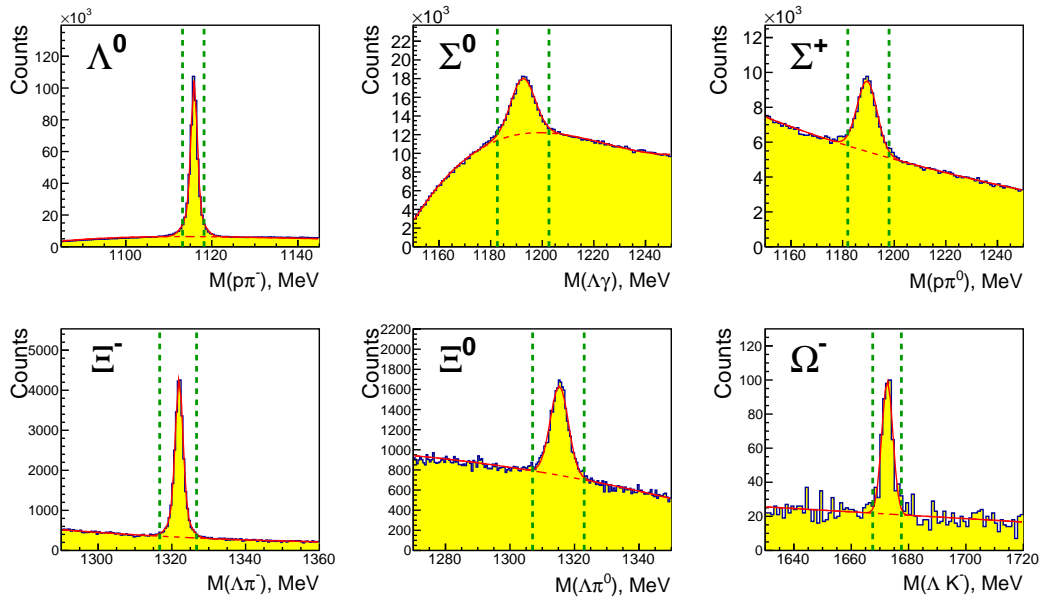 ×10³
Counts
Λ⁰
120
100
80
60
40
20
0
1100 1120 1140
M(pπ⁻), MeV
×10³
Counts
Σ⁰
22
20
18
16
14
12
10
8
6
4
2
0
1160 1180 1200 1220 1240
M(Λγ), MeV
×10³
Counts
Σ⁺
12
10
8
6
4
2
0
1160 1180 1200 1220 1240
M(pπ⁰), MeV
Counts
Ξ⁻
5000
4000
3000
2000
1000
0
1300 1320 1340 1360
M(Λπ⁻), MeV
Counts
Ξ⁰
2200
2000
1800
1600
1400
1200
1000
800
600
400
200
0
1280 1300 1320 1340
M(Λπ⁰), MeV
Counts
Ω⁻
120
100
80
60
40
20
0
1640 1660 1680 1700 1720
M(Λ K⁻), MeV